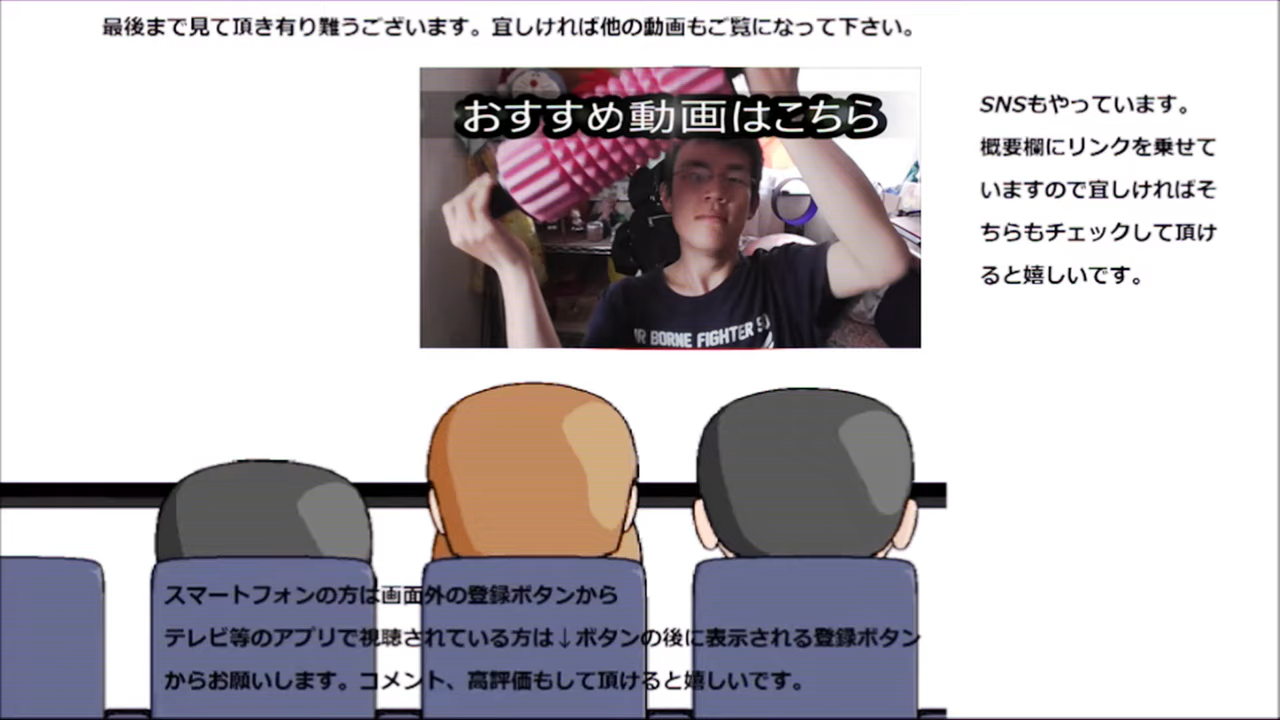 最後まで見て頂き有り難うございます。宜しければ他の動画もご覧になって下さい。
おすすめ動画はこちら
SNSもやっています。
概要欄にリンクを乗せて
いますので宜しければそ
ちらもチェックして頂け
ると嬉しいです。
BORNE FIGHTER
スマートフォンの方は画面外の登録ボタンから
テレビ等のアプリで視聴されている方は↓ボタンの後に表示される登録ボタン
からお願いします。コメント、高評価もして頂けると嬉しいです。